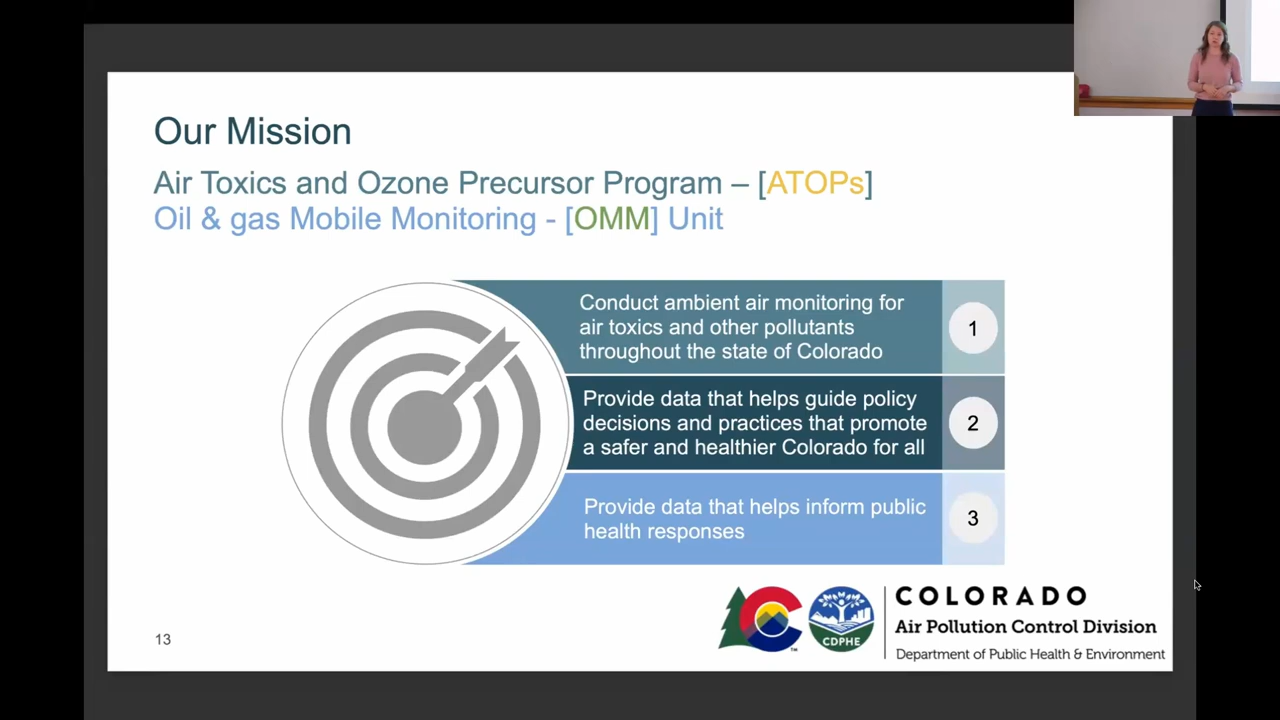 Our Mission
Air Toxics and Ozone Precursor Program – [ATOPs]
Oil & gas Mobile Monitoring - [OMM] Unit
Conduct ambient air monitoring for
air toxics and other pollutants
throughout the state of Colorado
1
Provide data that helps guide policy
decisions and practices that promote
a safer and healthier Colorado for all
2
Provide data that helps inform public
health responses
3
13
TM
CDPHE
COLORADO
Air Pollution Control Division
Department of Public Health & Environment